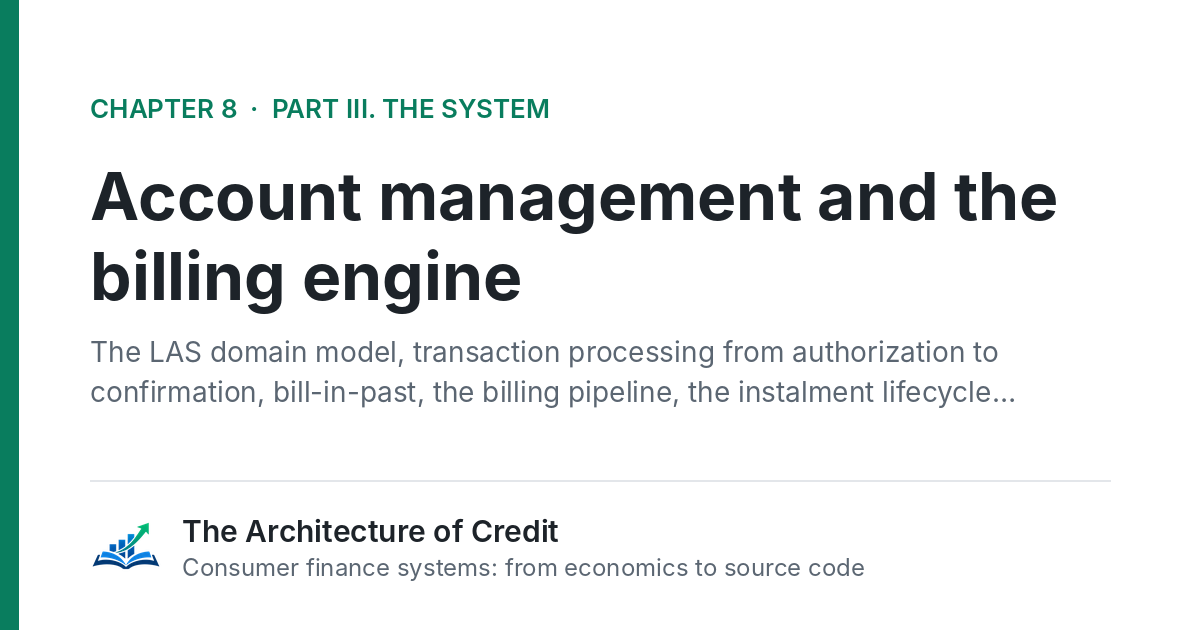 CHAPTER 8 · PART III. THE SYSTEM
Account management and the
billing engine
The LAS domain model, transaction processing from authorization to
confirmation, bill-in-past, the billing pipeline, the instalment lifecycle...
The Architecture of Credit
Consumer finance systems: from economics to source code